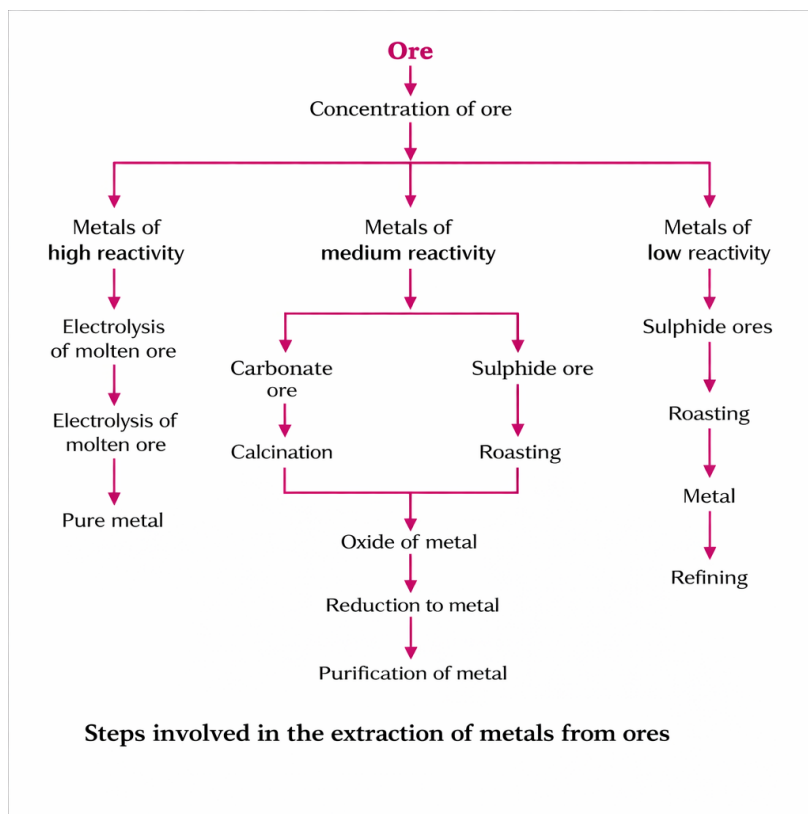 Ore
Concentration of ore
Metals of
high reactivity
Electrolysis
of molten ore
Electrolysis of
molten ore
Pure metal
Metals of
medium reactivity
Carbonate
ore
Calcination
Sulphide ore
Roasting
Oxide of metal
Reduction to metal
Purification of metal
Metals of
low reactivity
Sulphide ores
Roasting
Metal
Refining
Steps involved in the extraction of metals from ores